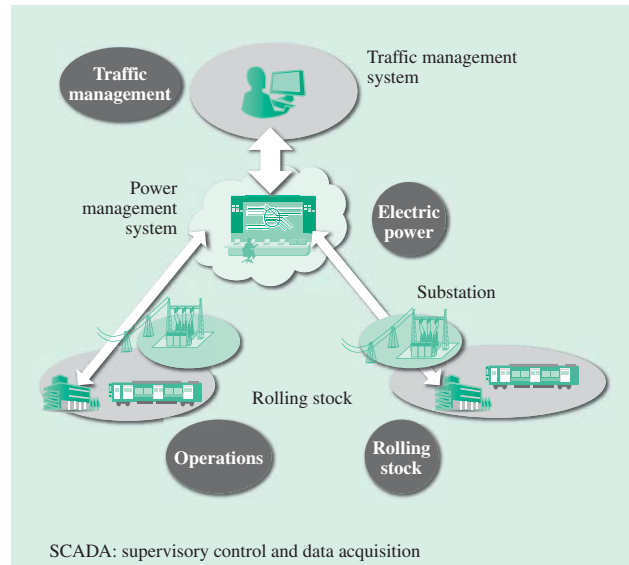 Traffic
management
Traffic management
system
Power
management
system
Electric
power
Substation
Rolling stock
Operations
Rolling
stock
SCADA: supervisory control and data acquisition